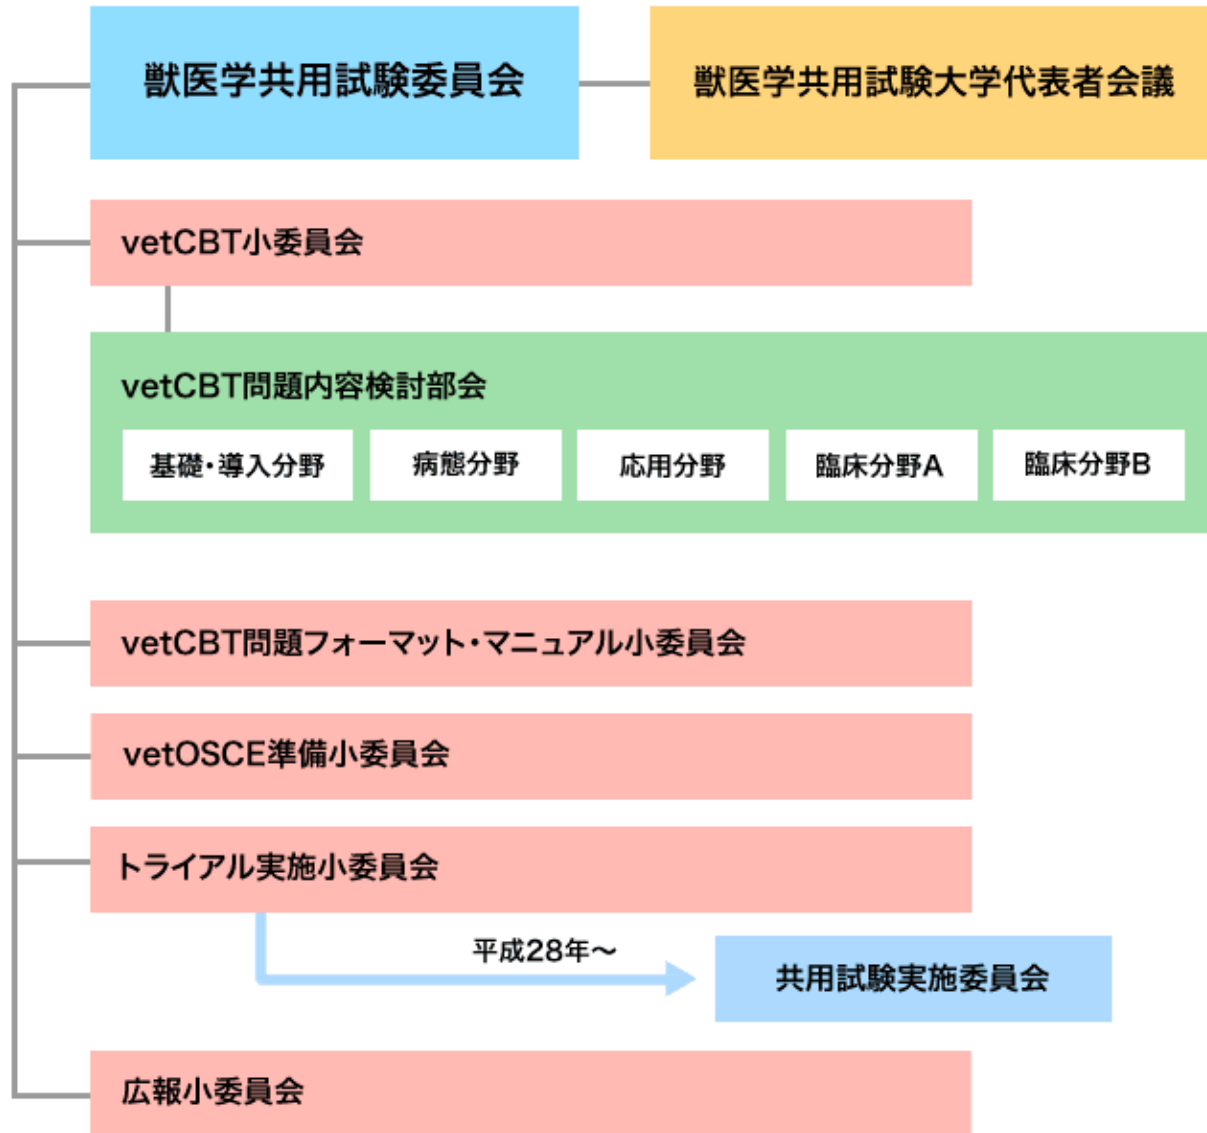 獣医学共用試験委員会
獣医学共用試験大学代表者会議
vetCBT小委員会
vetCBT問題内容検討部会
基礎・導入分野
病態分野
応用分野
臨床分野A
臨床分野B
vetCBT問題フォーマット・マニュアル小委員会
vetOSCE準備小委員会
トライアル実施小委員会
平成28年〜
共用試験実施委員会
広報小委員会